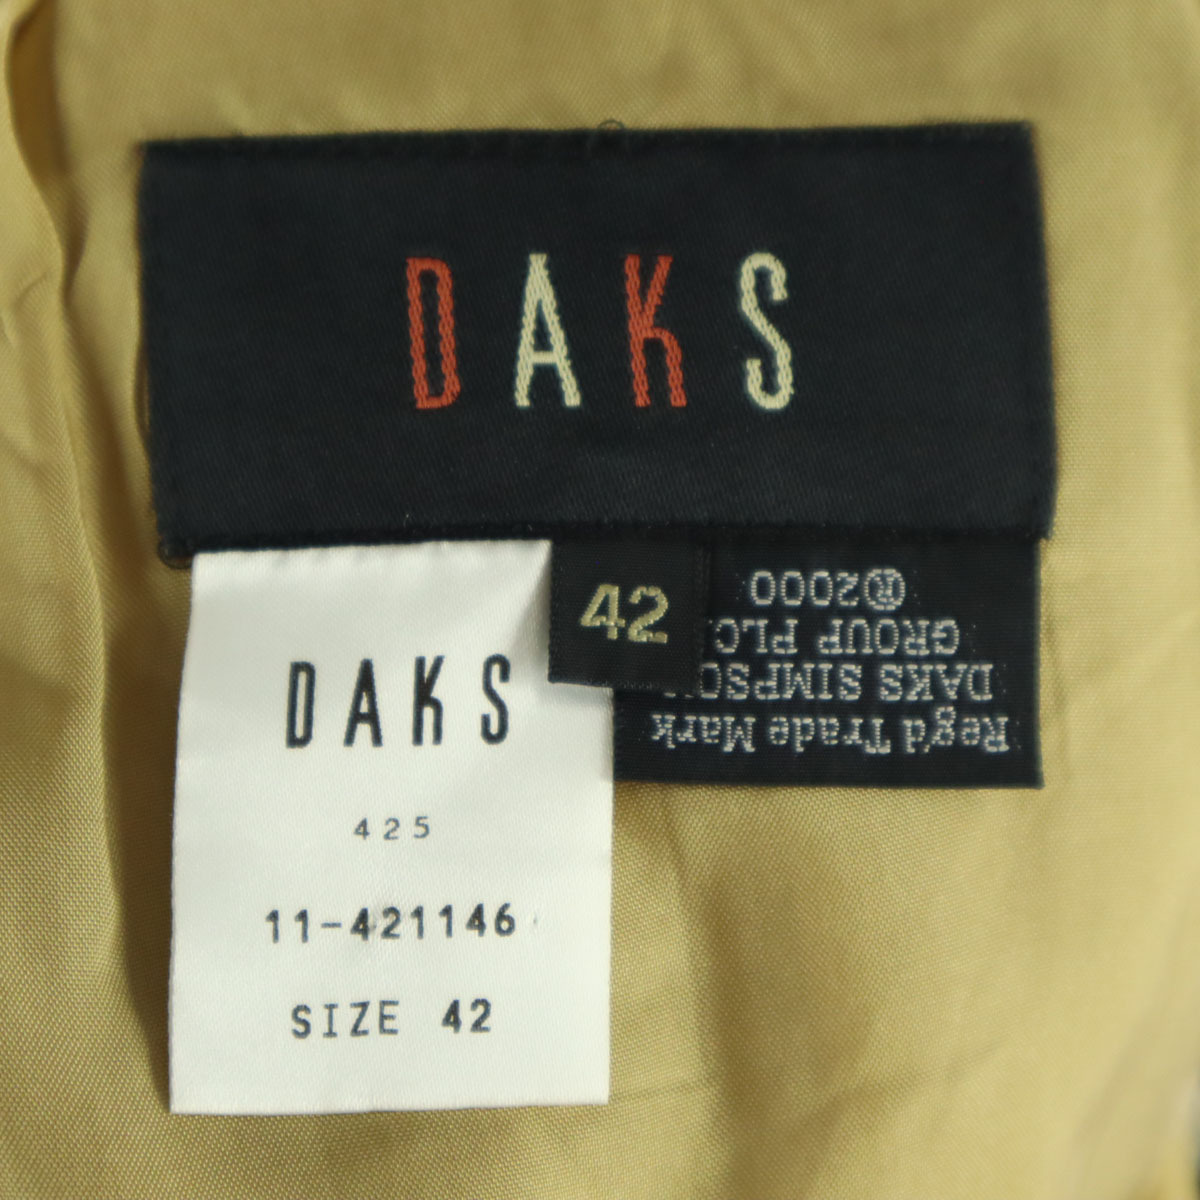 DAKS
42
DAKS
425
11-421146
SIZE 42
Reg'd Trade Mark
DAKS SIMPSON
GROUP PLC
®2000